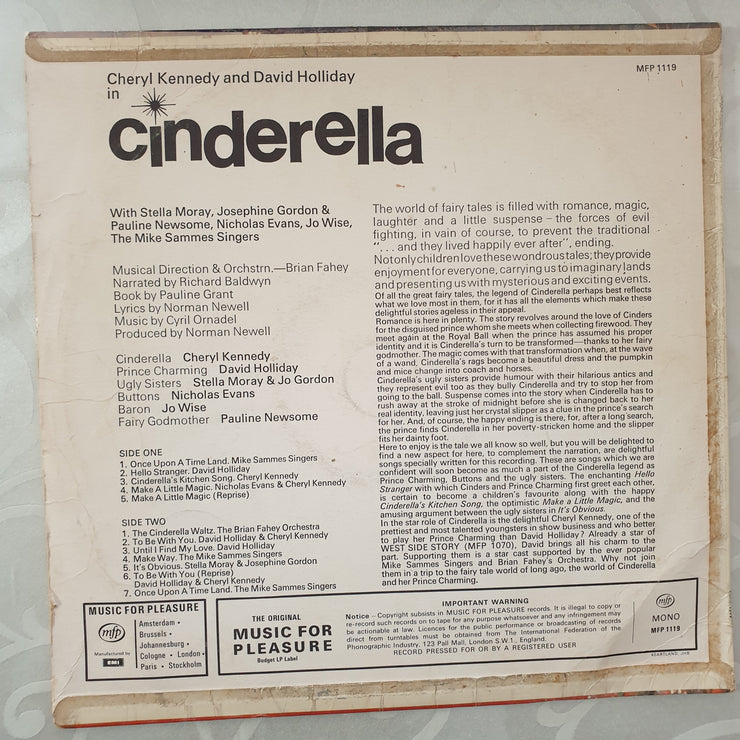 Cheryl Kennedy and David Holliday
in
cinderella
MFP 1119
With Stella Moray, Josephine Gordon &
Pauline Newsome, Nicholas Evans, Jo Wise,
The Mike Sammes Singers
Musical Direction & Orchstrn.—Brian Fahey
Narrated by Richard Baldwyn
Book by Pauline Grant
Lyrics by Norman Newell
Music by Cyril Ornadel
Produced by Norman Newell
Cinderella Cheryl Kennedy
Prince Charming David Holliday
Ugly Sisters Stella Moray & Jo Gordon
Buttons Nicholas Evans
Baron Jo Wise
Fairy Godmother Pauline Newsome
SIDE ONE
1. Once Upon A Time Land. Mike Sammes Singers
2. Hello Stranger. David Holliday
3. Cinderella's Kitchen Song. Cheryl Kennedy
4. Make A Little Magic. Nicholas Evans & Cheryl Kennedy
5. Make A Little Magic (Reprise)
SIDE TWO
1. The Cinderella Waltz. The Brian Fahey Orchestra
2. To Be With You. David Holliday & Cheryl Kennedy
3. Until I Find My Love. David Holliday
4. Make Way. The Mike Sammes Singers
5. It's Obvious. Stella Moray & Josephine Gordon
6. To Be With You (Reprise)
David Holliday & Cheryl Kennedy
7. Once Upon A Time Land. The Mike Sammes Singers
The world of fairy tales is filled with romance, magic,
laughter and a little suspense – the forces of evil
fighting, in vain of course, to prevent the traditional
“... and they lived happily ever after”, ending.
Not only children love these wondrous tales; they provide
enjoyment for everyone, carrying us to imaginary lands
and presenting us with mysterious and exciting events.
Of all the great fairy tales, the legend of Cinderella perhaps best reflects
what we love most in them, for it has all the elements which make these
delightful stories ageless in their appeal.
Romance is here in plenty. The story revolves around the love of Cinders
for the disguised prince whom she meets when collecting firewood. They
meet again at the Royal Ball when the prince has assumed his proper
identity and it is Cinderella's turn to be transformed—thanks to her fairy
godmother. The magic comes with that transformation when, at the wave
of a wand, Cinderella's rags become a beautiful dress and the pumpkin
and mice change into coach and horses.
Cinderella's ugly sisters provide humour with their hilarious antics and
they represent evil too as they bully Cinderella and try to stop her from
going to the ball. Suspense comes into the story when Cinderella has to
rush away at the stroke of midnight before she is changed back to her
real identity, leaving just her crystal slipper as a clue in the prince's search
for her. And, of course, the happy ending is there, for, after a long search,
the prince finds Cinderella in her poverty-stricken home and the slipper
fits her dainty foot.
Here to enjoy is the tale we all know so well, but you will be delighted to
find a new aspect for here, to complement the narration, are delightful
songs specially written for this recording. These are songs which we are
confident will soon become as much a part of the Cinderella legend as
Prince Charming, Buttons and the ugly sisters. The enchanting Hello
Stranger with which Cinders and Prince Charming first greet each other,
is certain to become a children's favourite along with the happy
Cinderella's Kitchen Song, the optimistic Make a Little Magic, and the
amusing argument between the ugly sisters in It's Obvious.
In the star role of Cinderella is the delightful Cheryl Kennedy, one of the
prettiest and most talented youngsters in show business and who better
to play her Prince Charming than David Holliday? Already a star of
WEST SIDE STORY (MFP 1070), David brings all his charm to the
part. Supporting them is a star cast supported by the ever popular
Mike Sammes Singers and Brian Fahey's Orchestra. Why not join
them in a trip to the fairy tale world of long ago, the world of Cinderella
and her Prince Charming.
MUSIC FOR PLEASURE
mfp
Manufactured by
EMI
Amsterdam •
Brussels •
Johannesburg •
Cologne • London •
Paris • Stockholm
THE ORIGINAL
MUSIC FOR
PLEASURE
Budget LP Label
IMPORTANT WARNING
Notice – Copyright subsists in MUSIC FOR PLEASURE records. It is illegal to copy or
re-record such records on to tape for any purpose whatsoever and any infringement may
be actionable at law. Licences for the public performance or broadcasting of records
direct from turntables must be obtained from The International Federation of the
Phonographic Industry, 123 Pall Mall, London S.W.1., England.
RECORD PRESSED FOR OR BY A REGISTERED USER
mfp
MONO
MFP 1119
HEARTLAND, JHB